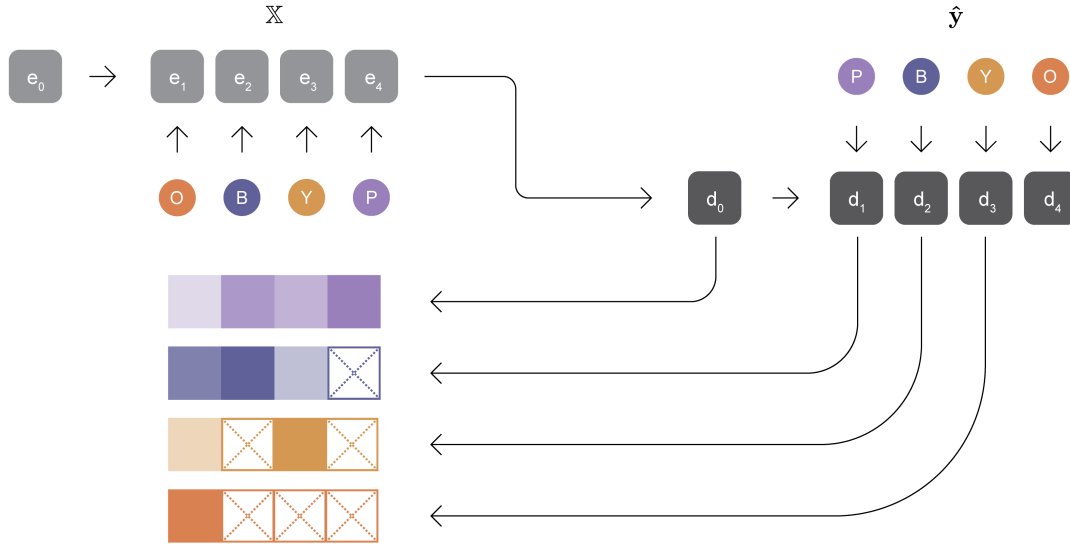 𝕏 ŷ
e₀ e₁ e₂ e₃ e₄ P B Y O
O B Y P d₀ d₁ d₂ d₃ d₄